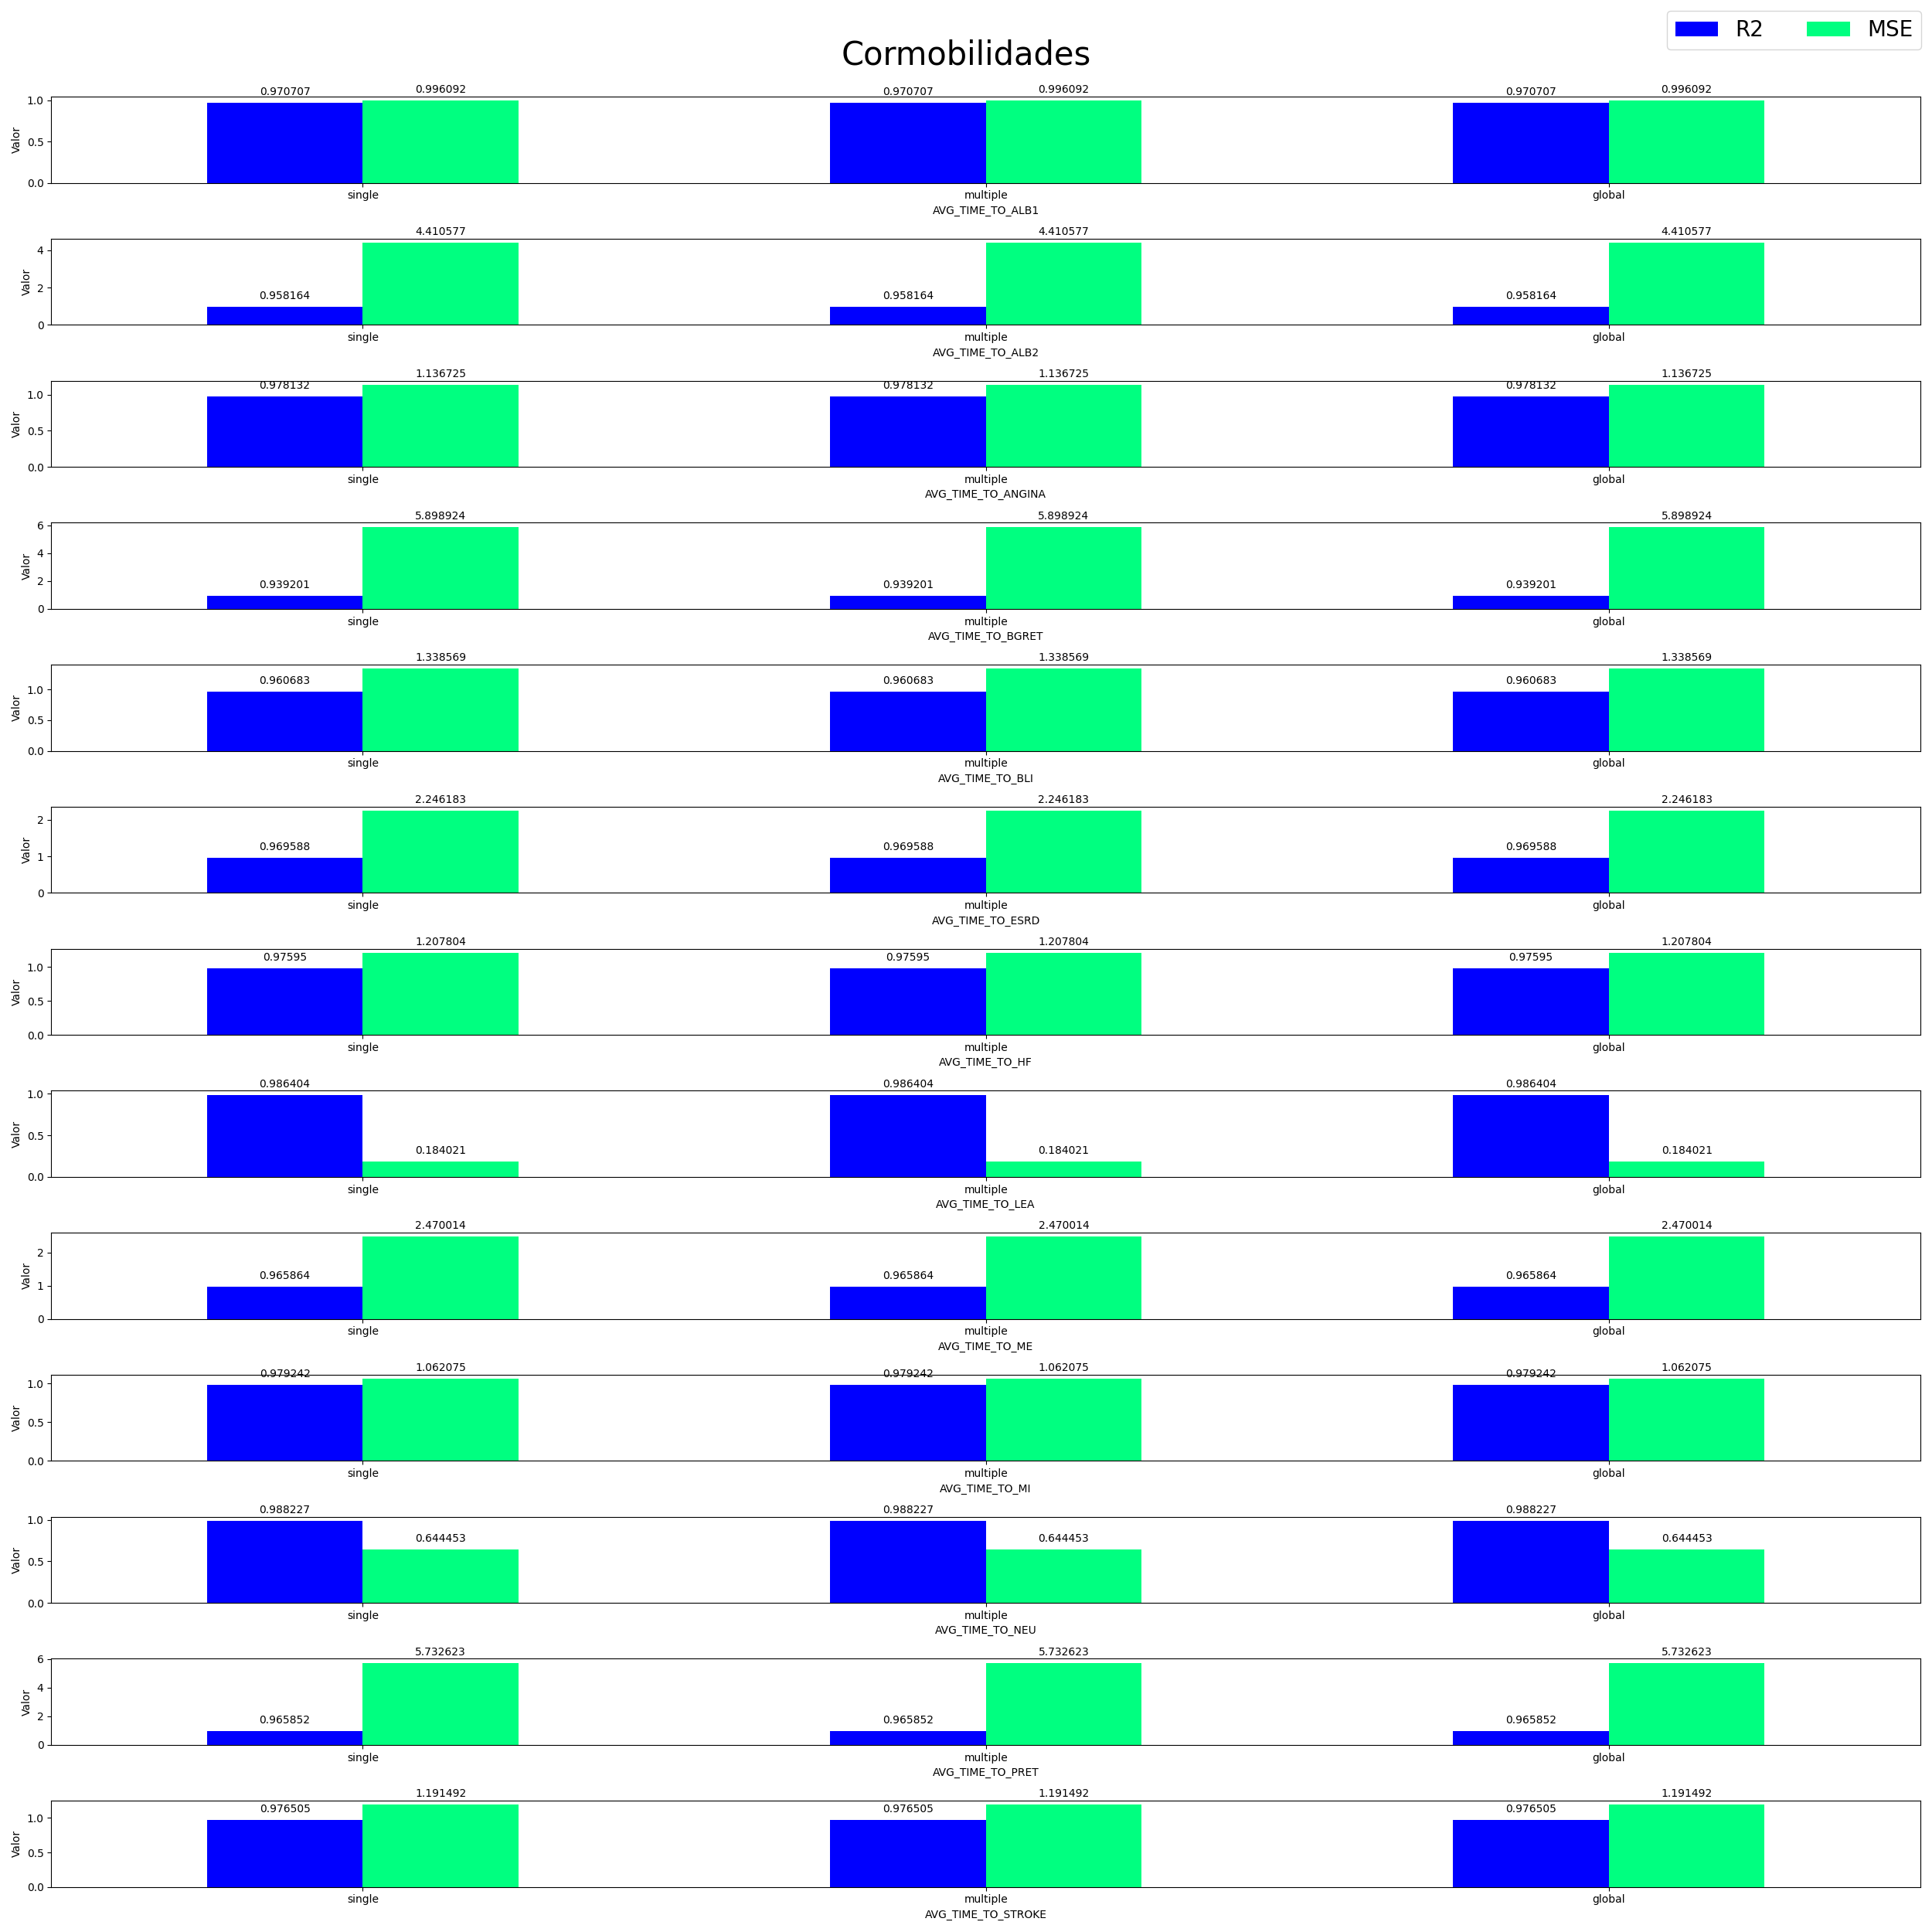 R2 MSE
Cormobilidades
0.970707 0.996092 0.970707 0.996092 0.970707 0.996092
1.0
0.5
0.0
Valor
single multiple global
AVG_TIME_TO_ALB1
4.410577 4.410577 4.410577
0.958164 0.958164 0.958164
4
2
0
Valor
single multiple global
AVG_TIME_TO_ALB2
1.136725 1.136725 1.136725
0.978132 0.978132 0.978132
1.0
0.5
0.0
Valor
single multiple global
AVG_TIME_TO_ANGINA
5.898924 5.898924 5.898924
0.939201 0.939201 0.939201
6
4
2
0
Valor
single multiple global
AVG_TIME_TO_BGRET
1.338569 1.338569 1.338569
0.960683 0.960683 0.960683
1.0
0.5
0.0
Valor
single multiple global
AVG_TIME_TO_BLI
2.246183 2.246183 2.246183
0.969588 0.969588 0.969588
2
1
0
Valor
single multiple global
AVG_TIME_TO_ESRD
1.207804 1.207804 1.207804
0.97595 0.97595 0.97595
1.0
0.5
0.0
Valor
single multiple global
AVG_TIME_TO_HF
0.986404 0.986404 0.986404
0.184021 0.184021 0.184021
1.0
0.5
0.0
Valor
single multiple global
AVG_TIME_TO_LEA
2.470014 2.470014 2.470014
0.965864 0.965864 0.965864
2
1
0
Valor
single multiple global
AVG_TIME_TO_ME
1.062075 1.062075 1.062075
0.979242 0.979242 0.979242
1.0
0.5
0.0
Valor
single multiple global
AVG_TIME_TO_MI
0.988227 0.988227 0.988227
0.644453 0.644453 0.644453
1.0
0.5
0.0
Valor
single multiple global
AVG_TIME_TO_NEU
5.732623 5.732623 5.732623
0.965852 0.965852 0.965852
6
4
2
0
Valor
single multiple global
AVG_TIME_TO_PRET
1.191492 1.191492 1.191492
0.976505 0.976505 0.976505
1.0
0.5
0.0
Valor
single multiple global
AVG_TIME_TO_STROKE